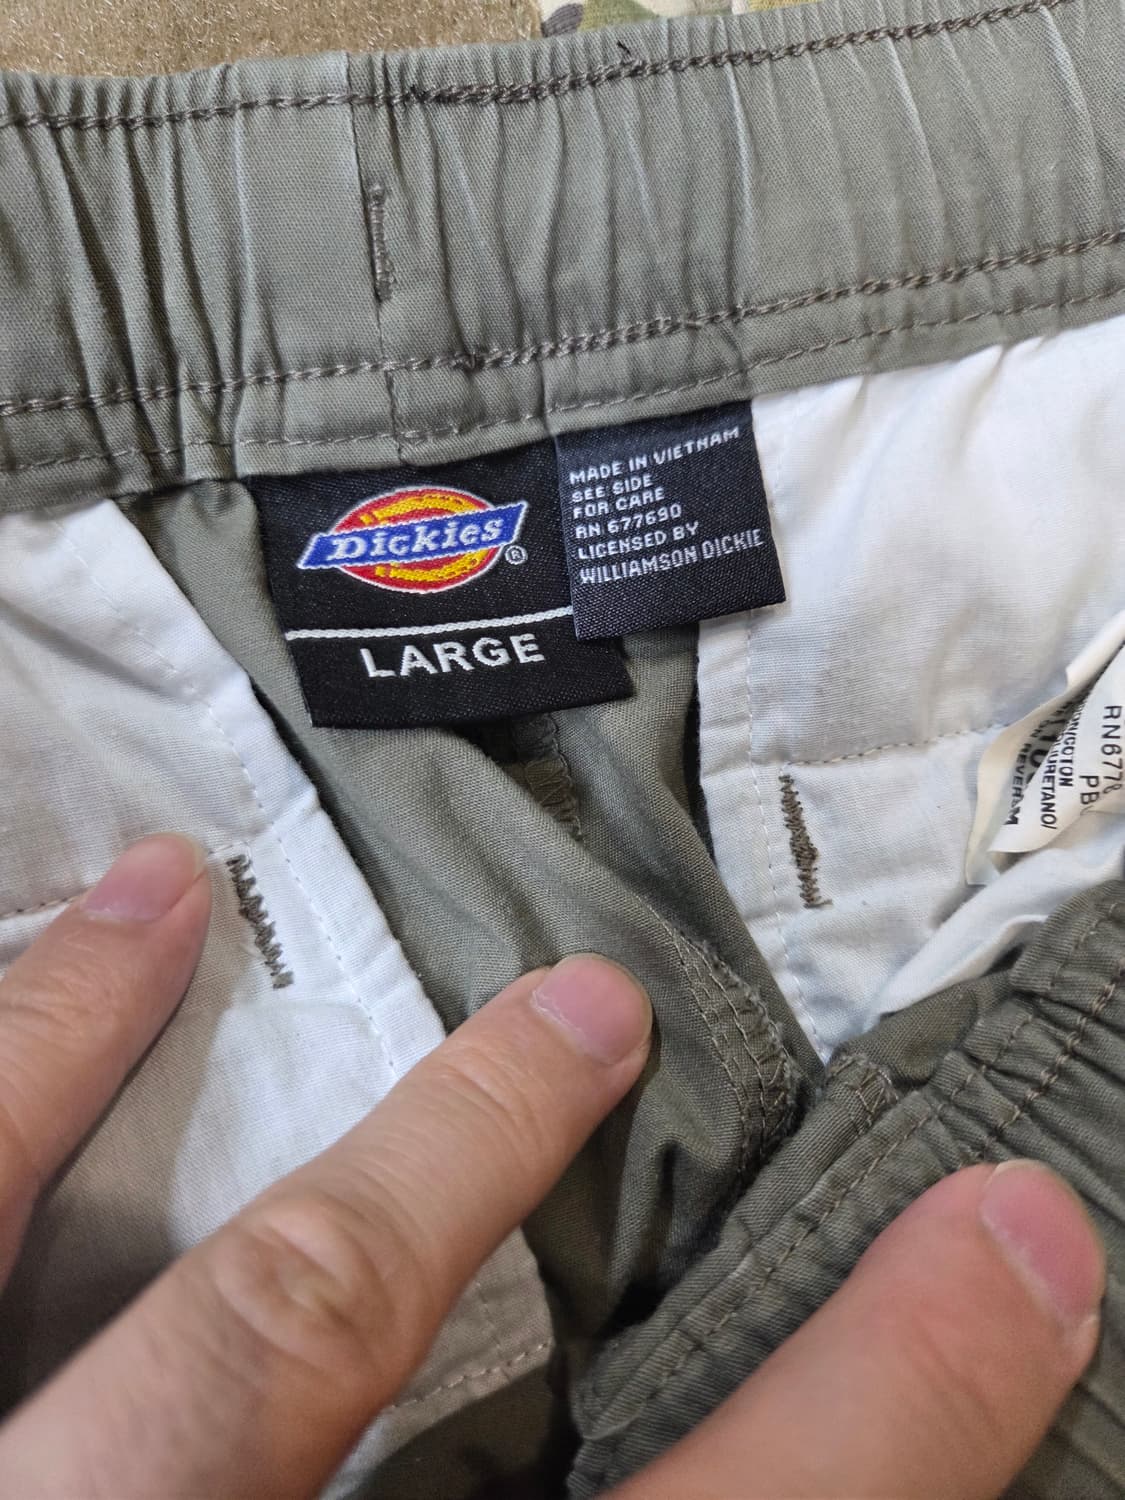 Dickies®
LARGE
MADE IN VIETNAM
SEE SIDE
FOR CARE
RN 677690
LICENSED BY
WILLIAMSON DICKIE